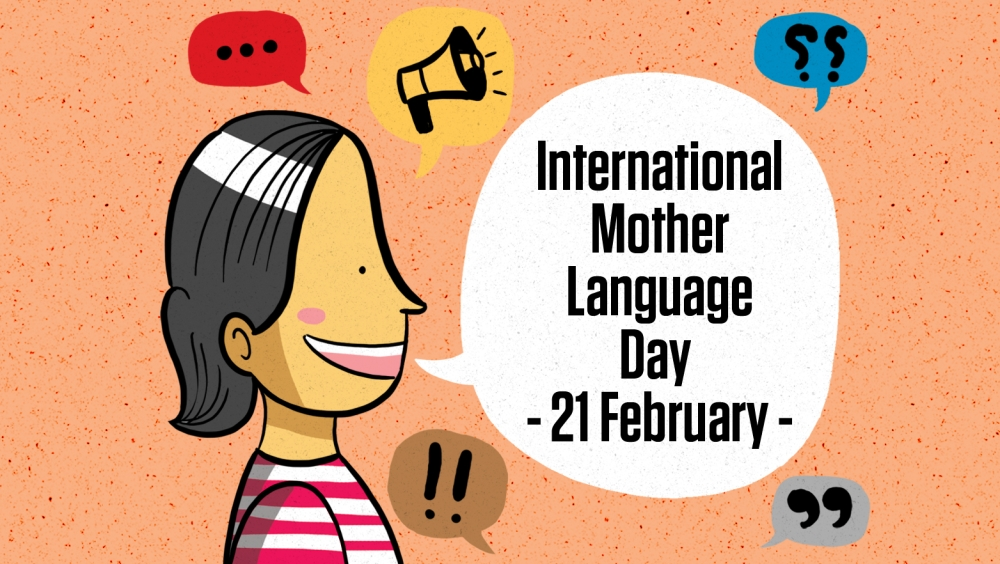 ...
??
International
Mother
Language
Day
- 21 February -
!!
”